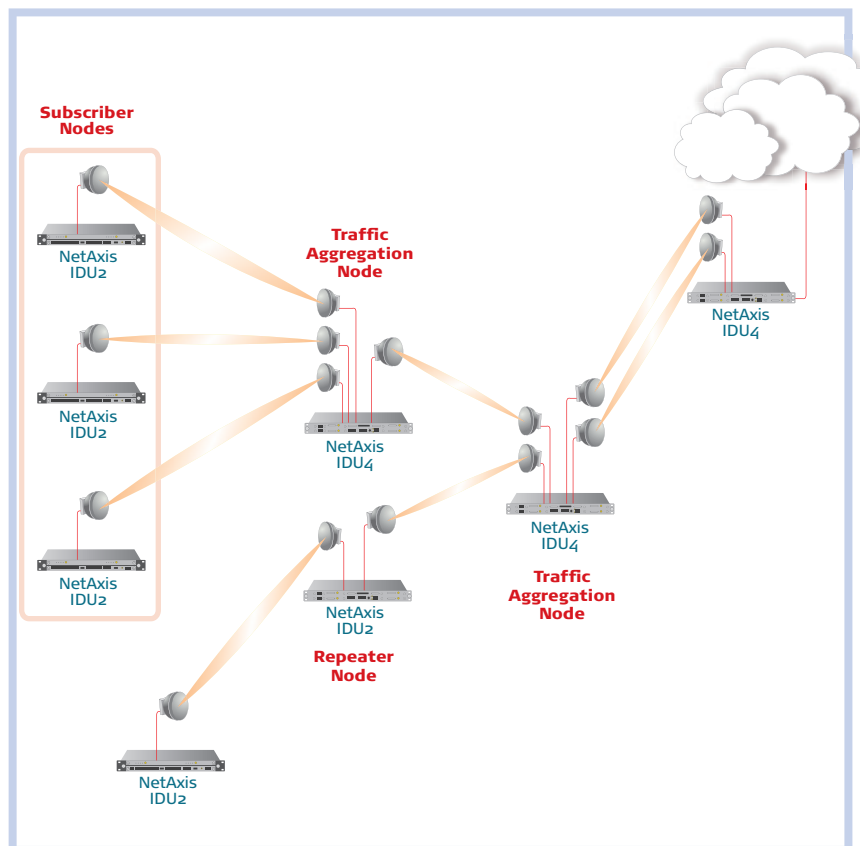 Subscriber
Nodes
NetAxis
IDU2
NetAxis
IDU2
NetAxis
IDU2
Traffic
Aggregation
Node
NetAxis
IDU4
NetAxis
IDU2
Repeater
Node
NetAxis
IDU2
NetAxis
IDU4
Traffic
Aggregation
Node
NetAxis
IDU4